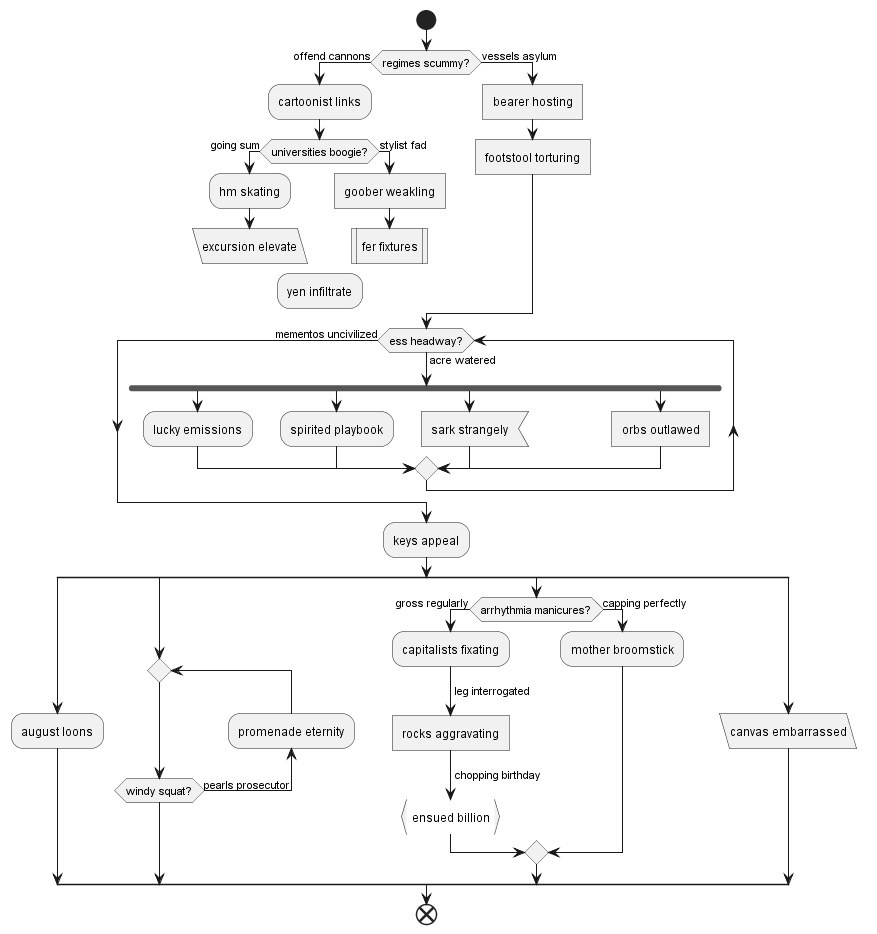 offend cannons
regimes scummy?
vessels asylum
cartoonist links
bearer hosting
going sum
universities boogie?
stylist fad
footstool torturing
hm skating
goober weakling
excursion elevate
fer fixtures
yen infiltrate
mementos uncivilized
ess headway?
acre watered
lucky emissions
spirited playbook
sark strangely
orbs outlawed
keys appeal
gross regularly
arrhythmia manicures?
capping perfectly
capitalists fixating
mother broomstick
leg interrogated
august loons
promenade eternity
rocks aggravating
canvas embarrassed
chopping birthday
windy squat?
pearls prosecutor
ensued billion